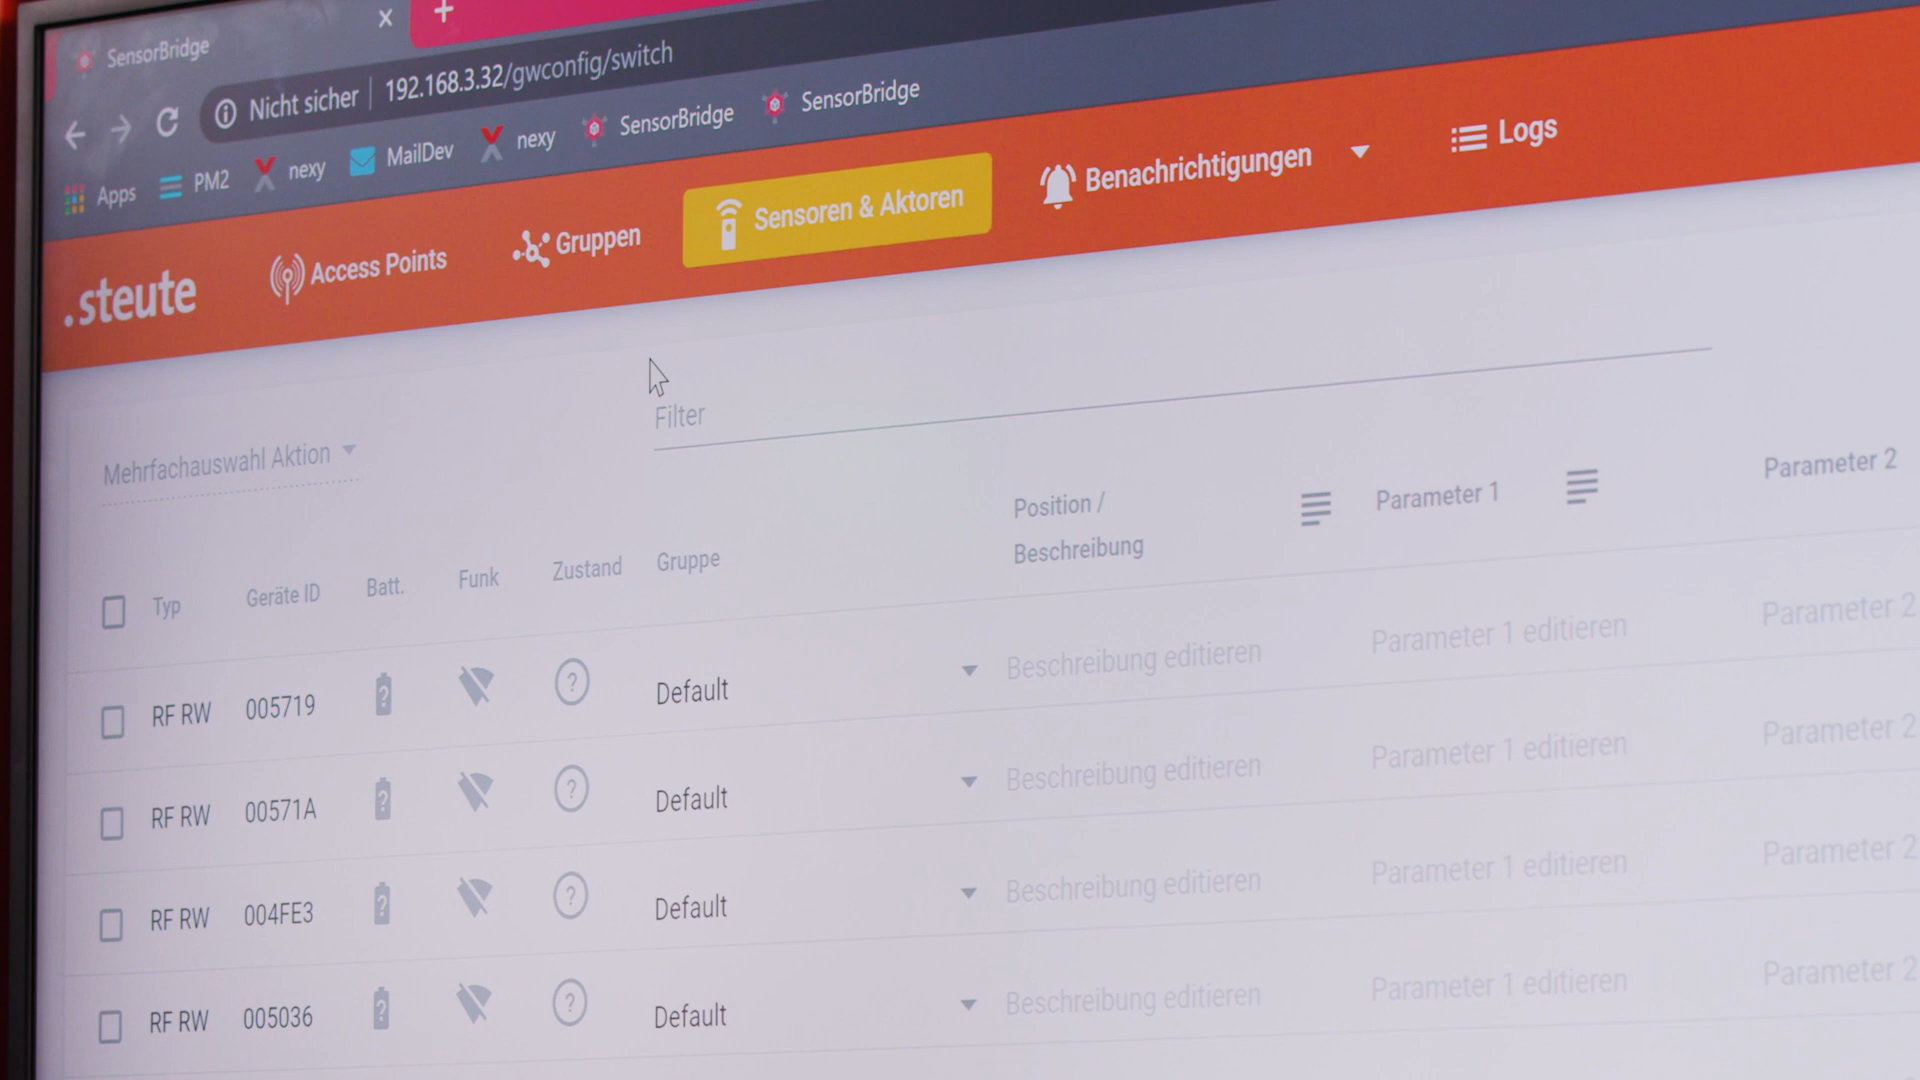 SensorBridge
Nicht sicher 192.168.3.32/gwconfig/switch
Apps PM2 nexy MailDev nexy SensorBridge SensorBridge
.steute Access Points Gruppen Sensoren & Aktoren Benachrichtigungen Logs
Filter
Mehrfachauswahl Aktion
Typ Geräte ID Batt. Funk Zustand Gruppe Position / Beschreibung Parameter 1 Parameter 2
RF RW 005719 Default Beschreibung editieren Parameter 1 editieren Parameter 2
RF RW 00571A Default Beschreibung editieren Parameter 1 editieren Parameter 2
RF RW 004FE3 Default Beschreibung editieren Parameter 1 editieren Parameter 2
RF RW 005036 Default Beschreibung editieren Parameter 1 editieren Parameter 2